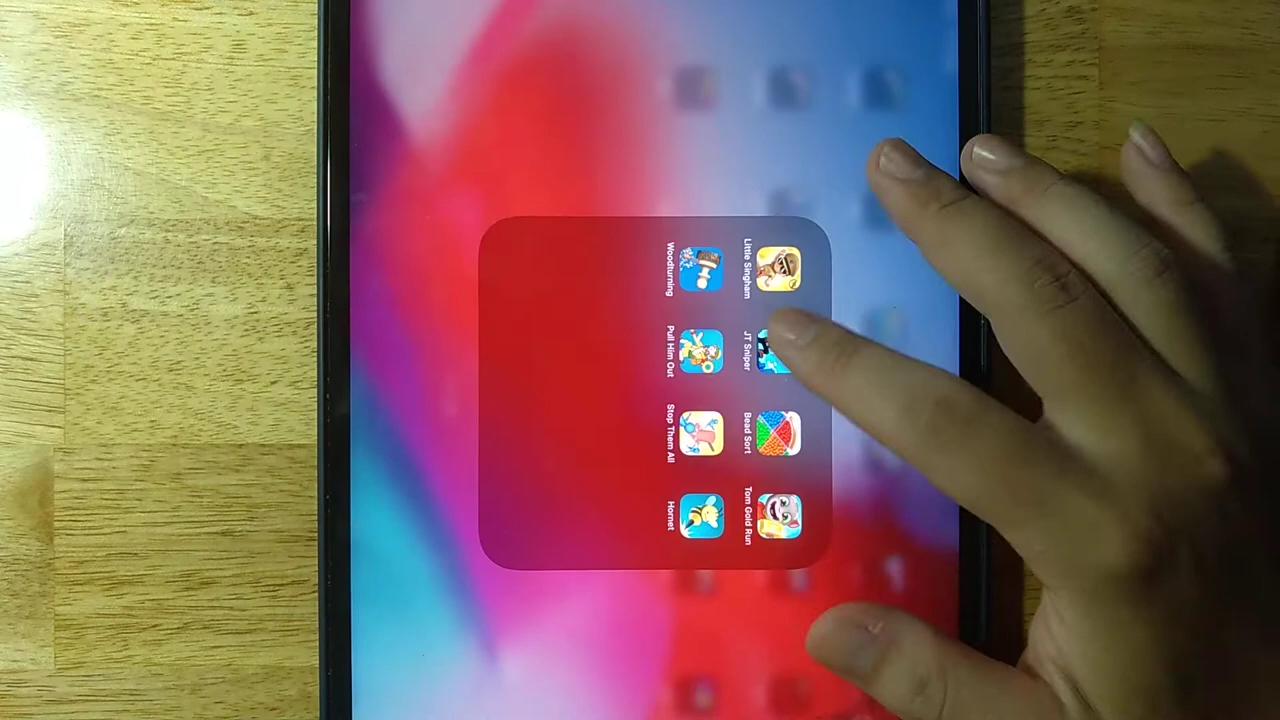 Little Singham
JT Sniper
Bead Sort
Tom Gold Run
Woodturning
Pull Him Out
Stop Them All
Hornet